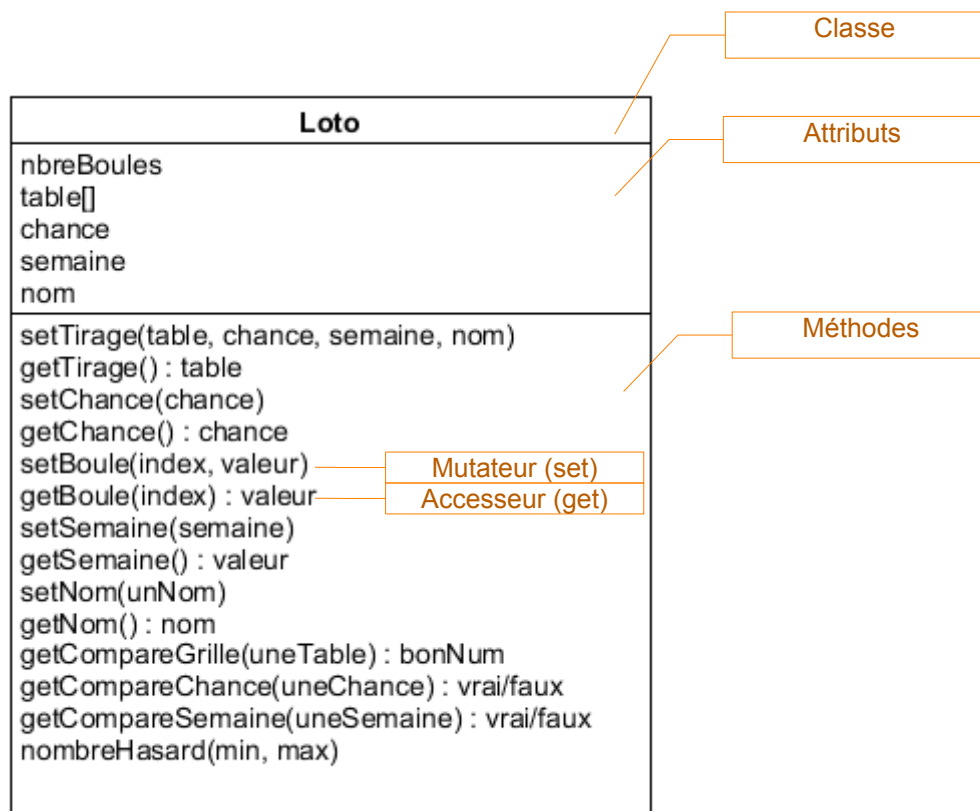 Classe
Loto
Attributs
nbreBoules
table[]
chance
semaine
nom
Méthodes
setTirage(table, chance, semaine, nom)
getTirage() : table
setChance(chance)
getChance() : chance
setBoule(index, valeur)
Mutateur (set)
getBoule(index) : valeur
Accesseur (get)
setSemaine(semaine)
getSemaine() : valeur
setNom(unNom)
getNom() : nom
getCompareGrille(uneTable) : bonNum
getCompareChance(uneChance) : vrai/faux
getCompareSemaine(uneSemaine) : vrai/faux
nombreHasard(min, max)